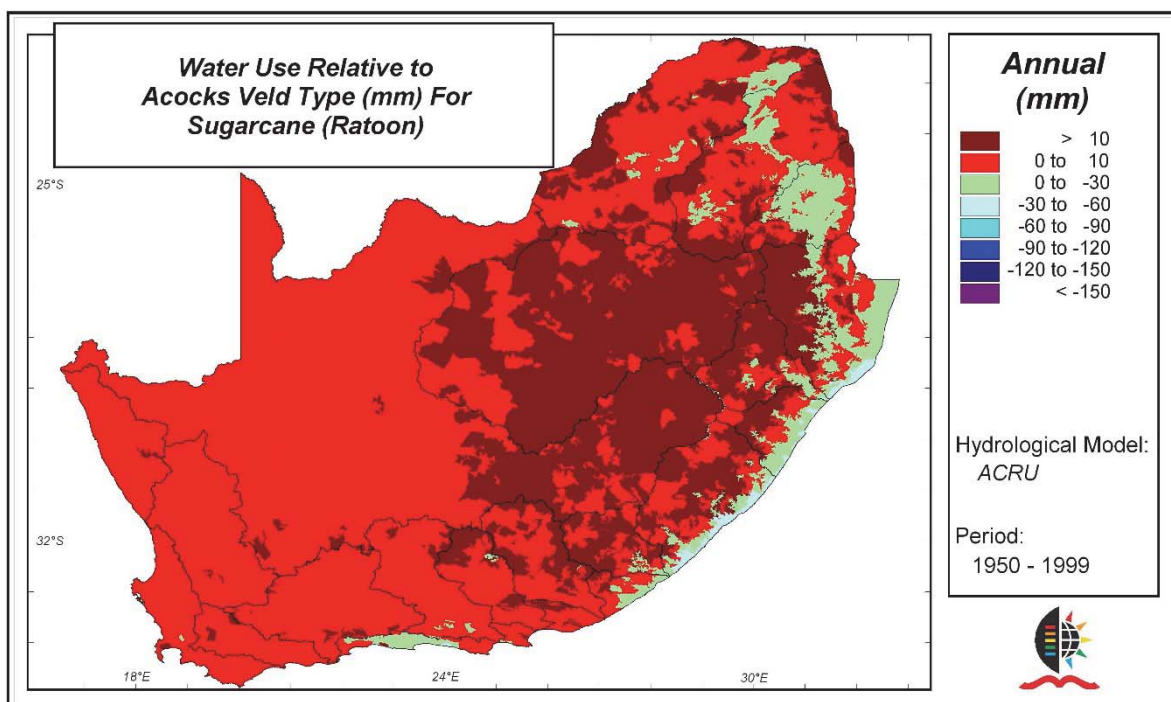 Water Use Relative to
Acocks Veld Type (mm) For
Sugarcane (Ratoon)
25°S
32°S
18°E
24°E
30°E
Annual
(mm)
> 10
0 to 10
0 to -30
-30 to -60
-60 to -90
-90 to -120
-120 to -150
< -150
Hydrological Model:
ACRU
Period:
1950 - 1999